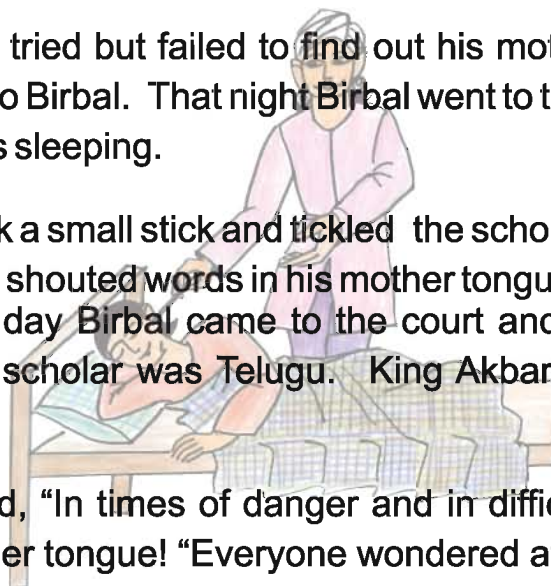 tried but failed to find out his mot
o Birbal. That night Birbal went to t
s sleeping.
k a small stick and tickled the scho
shouted words in his mother tongu
day Birbal came to the court and
scholar was Telugu. King Akbar
d, “In times of danger and in diffic
er tongue! “Everyone wondered a